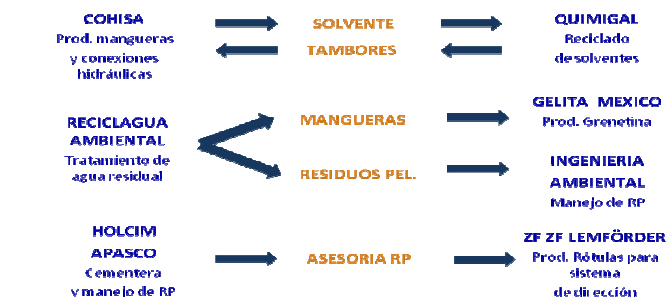 COHISA
Prod. mangueras
y conexiones
hidráulicas
SOLVENTE
TAMBORES
QUIMIGAL
Reciclado
de solventes
RECICLAGUA
AMBIENTAL
Tratamiento de
agua residual
MANGUERAS
RESIDUOS PEL.
GELITA MEXICO
Prod. Grenetina
INGENIERIA
AMBIENTAL
Manejo de RP
HOLCIM
APASCO
Cementera
y manejo de RP
ASESORIA RP
ZF ZF LEMFÖRDER
Prod. Rótulas para
sistema
de dirección